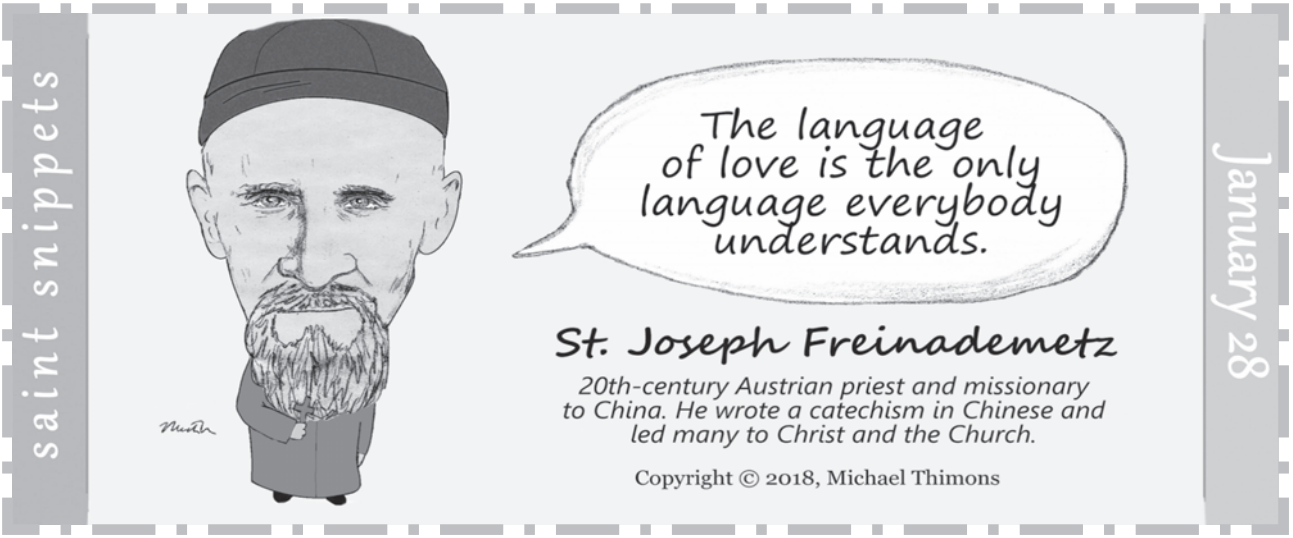 saint snippets
The language
of love is the only
language everybody
understands.
St. Joseph Freinademetz
20th-century Austrian priest and missionary
to China. He wrote a catechism in Chinese and
led many to Christ and the Church.
Copyright © 2018, Michael Thimons
January 28